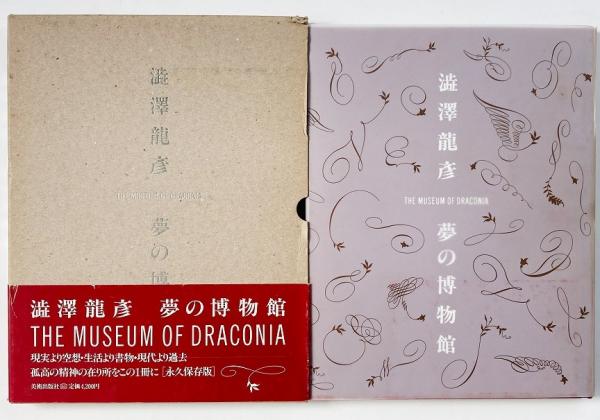 澁澤龍彦 夢の博
THE MUSEUM OF DRACONIA
澁澤龍彦 夢の博物館
THE MUSEUM OF DRACONIA
現実より空想・生活より書物・現代より過去
孤高の精神の在り所をこの1冊に[永久保存版]
美術出版社 定価4,200円
澁澤龍彦 夢の博物館
THE MUSEUM OF DRACONIA